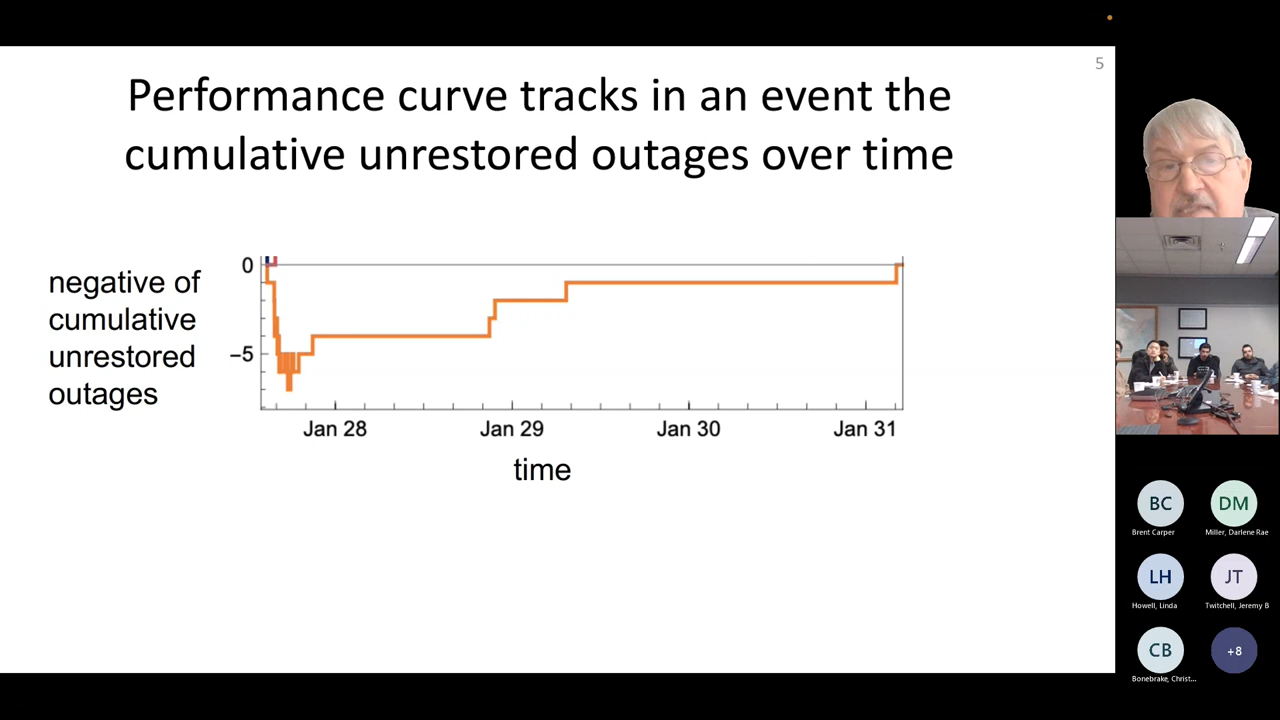 5
Performance curve tracks in an event the
cumulative unrestored outages over time
negative of
cumulative
unrestored
outages
0
−5
Jan 28
Jan 29
Jan 30
Jan 31
time
BC
Brent Carper
DM
Miller, Darlene Rae
LH
Howell, Linda
JT
Twitchell, Jeremy B
CB
Bonebrake, Christ...
+8